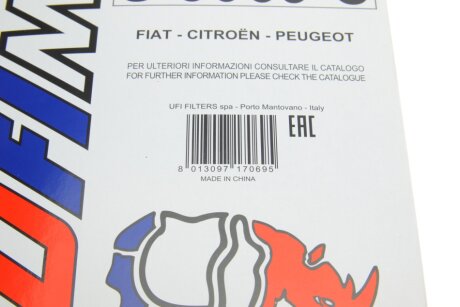 FIAT - CITROËN - PEUGEOT
PER ULTERIORI INFORMAZIONI CONSULTARE IL CATALOGO
FOR FURTHER INFORMATION PLEASE CHECK THE CATALOGUE
UFI FILTERS spa - Porto Mantovano - Italy
EAC
8 013097 170695
MADE IN CHINA